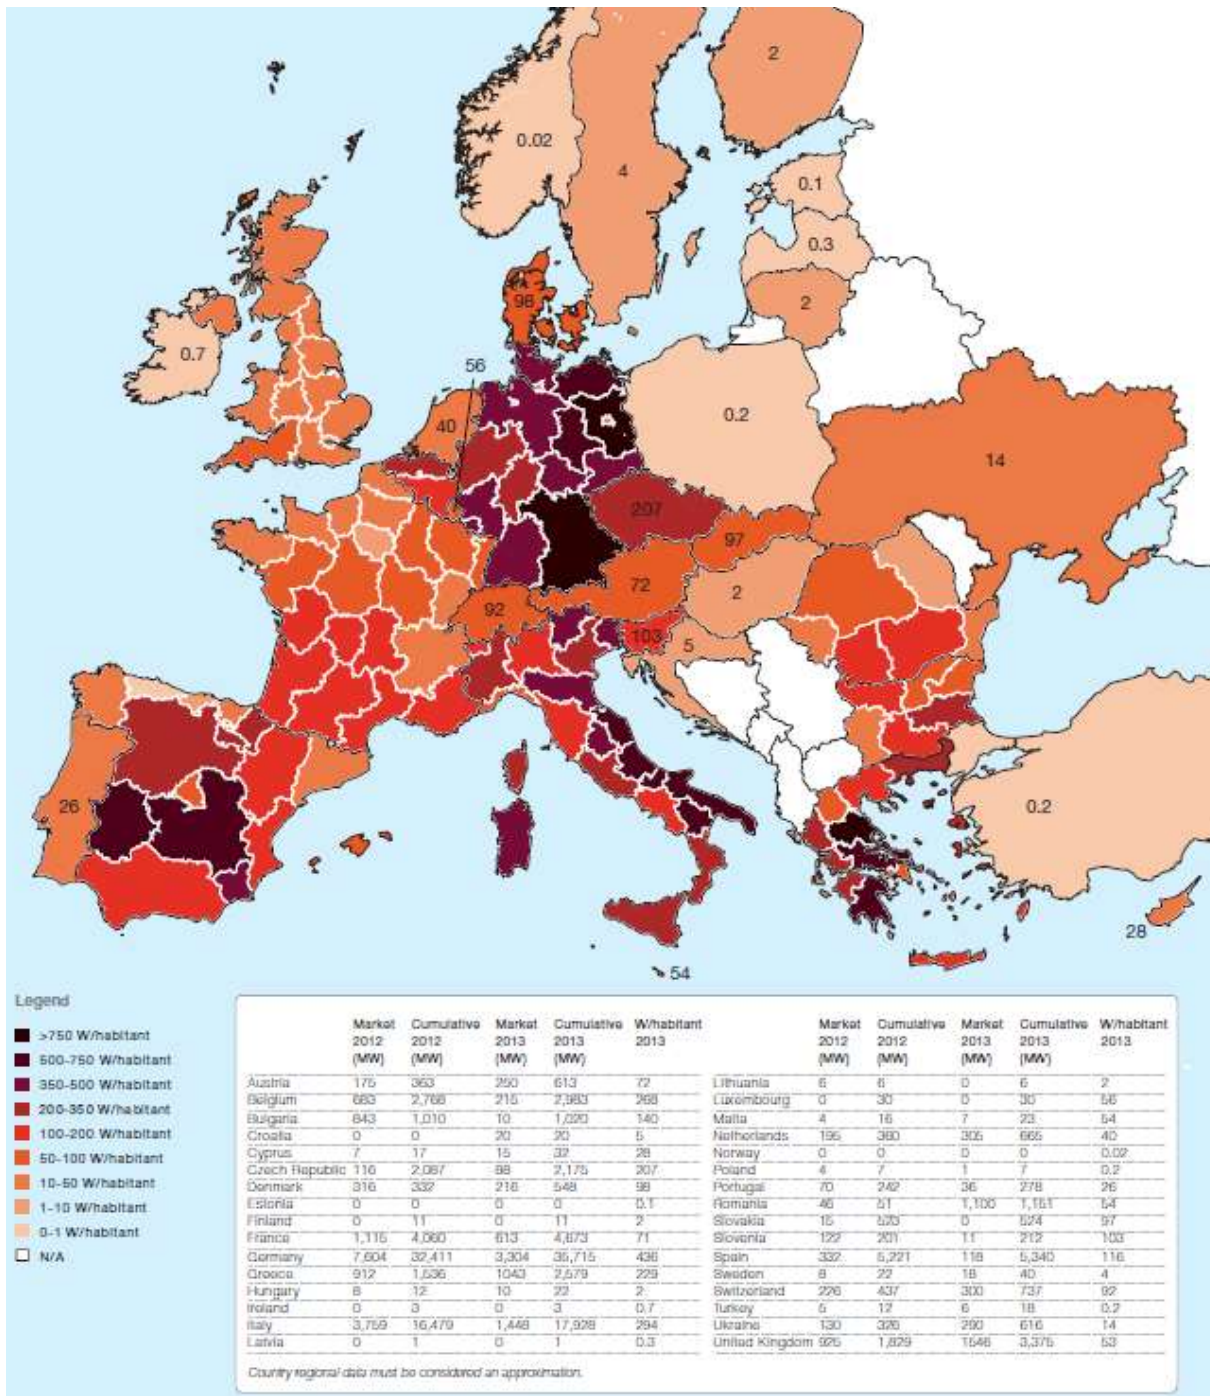 2
0.02
4
0.1
0.3
2
98
0.7
56
0.2
40
14
207
97
72
2
92
103
5
26
0.2
28
54
Legend
>750 W/habitant
500-750 W/habitant
350-500 W/habitant
200-350 W/habitant
100-200 W/habitant
50-100 W/habitant
10-50 W/habitant
1-10 W/habitant
0-1 W/habitant
N/A
Market 2012 (MW) Cumulative 2012 (MW) Market 2013 (MW) Cumulative 2013 (MW) W/habitant 2013 Market 2012 (MW) Cumulative 2012 (MW) Market 2013 (MW) Cumulative 2013 (MW) W/habitant 2013
Austria 175 363 250 613 72 Lithuania 6 6 0 6 2
Belgium 683 2,768 215 2,983 268 Luxembourg 0 30 0 30 56
Bulgaria 843 1,010 10 1,020 140 Malta 4 16 7 23 54
Croatia 0 0 20 20 5 Netherlands 195 360 305 665 40
Cyprus 7 17 15 32 28 Norway 0 0 0 0 0.02
Czech Republic 116 2,087 88 2,175 207 Poland 4 7 1 7 0.2
Denmark 316 332 216 548 98 Portugal 70 242 36 278 26
Estonia 0 0 0 0 0.1 Romania 46 51 1,100 1,151 54
Finland 0 11 0 11 2 Slovakia 15 523 0 524 97
France 1,115 4,060 613 4,673 71 Slovenia 122 201 11 212 103
Germany 7,604 32,411 3,304 35,715 436 Spain 332 5,221 118 5,340 116
Greece 912 1,536 1043 2,579 229 Sweden 8 22 18 40 4
Hungary 8 12 10 22 2 Switzerland 226 437 300 737 92
Ireland 0 3 0 3 0.7 Turkey 5 12 6 18 0.2
Italy 3,759 16,479 1,448 17,928 294 Ukraine 130 326 290 616 14
Latvia 0 1 0 1 0.3 United Kingdom 925 1,829 1546 3,375 53
Country regional data must be considered an approximation.